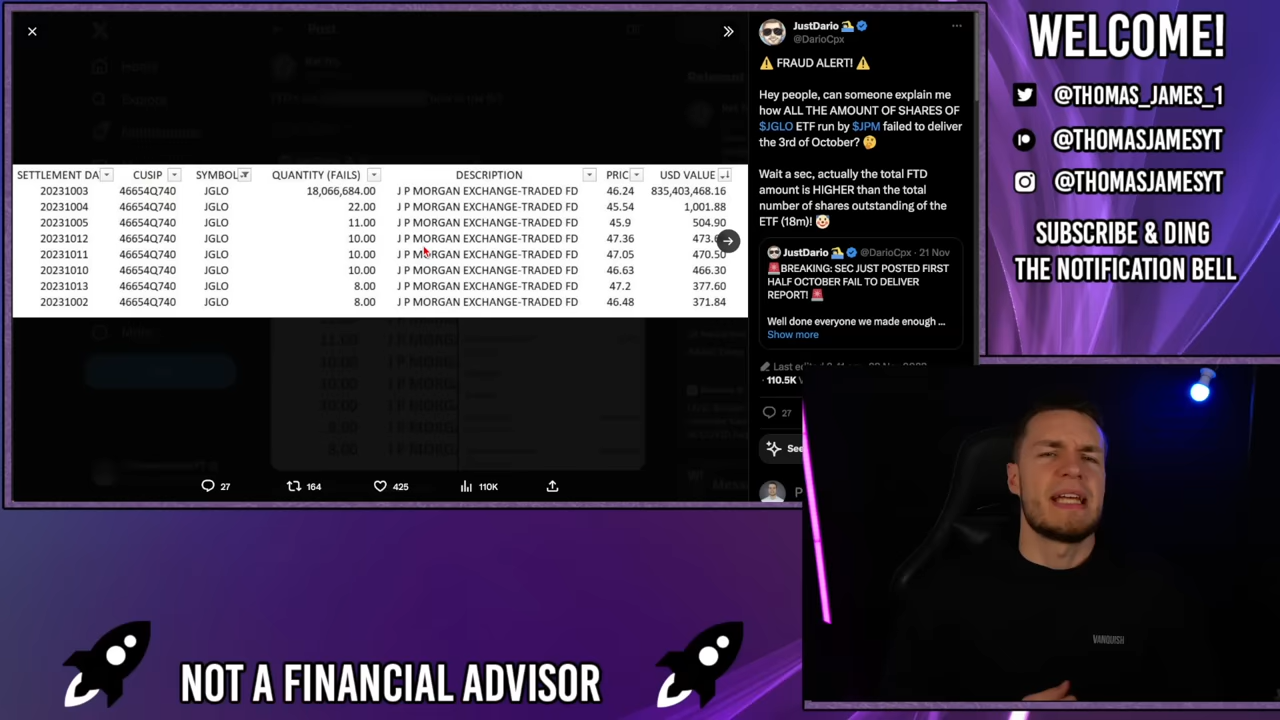 SETTLEMENT DA CUSIP SYMBOL QUANTITY (FAILS) DESCRIPTION PRIC USD VALUE
20231003 46654Q740 JGLO 18,066,684.00 J P MORGAN EXCHANGE-TRADED FD 46.24 835,403,468.16
20231004 46654Q740 JGLO 22.00 J P MORGAN EXCHANGE-TRADED FD 45.54 1,001.88
20231005 46654Q740 JGLO 11.00 J P MORGAN EXCHANGE-TRADED FD 45.9 504.90
20231012 46654Q740 JGLO 10.00 J P MORGAN EXCHANGE-TRADED FD 47.36 473.6
20231011 46654Q740 JGLO 10.00 J P MORGAN EXCHANGE-TRADED FD 47.05 470.50
20231010 46654Q740 JGLO 10.00 J P MORGAN EXCHANGE-TRADED FD 46.63 466.30
20231013 46654Q740 JGLO 8.00 J P MORGAN EXCHANGE-TRADED FD 47.2 377.60
20231002 46654Q740 JGLO 8.00 J P MORGAN EXCHANGE-TRADED FD 46.48 371.84
27 164 425 110K
JustDario
@DarioCpx
FRAUD ALERT!
Hey people, can someone explain me
how ALL THE AMOUNT OF SHARES OF
$JGLO ETF run by $JPM failed to deliver
the 3rd of October?
Wait a sec, actually the total FTD
amount is HIGHER than the total
number of shares outstanding of the
ETF (18m)!
JustDario @DarioCpx · 21 Nov
BREAKING: SEC JUST POSTED FIRST
HALF OCTOBER FAIL TO DELIVER
REPORT!
Well done everyone we made enough ...
Show more
Last
110.5K
27
WELCOME!
@THOMAS_JAMES_1
@THOMASJAMESYT
@THOMASJAMESYT
SUBSCRIBE & DING
THE NOTIFICATION BELL
VANQUISH
NOT A FINANCIAL ADVISOR